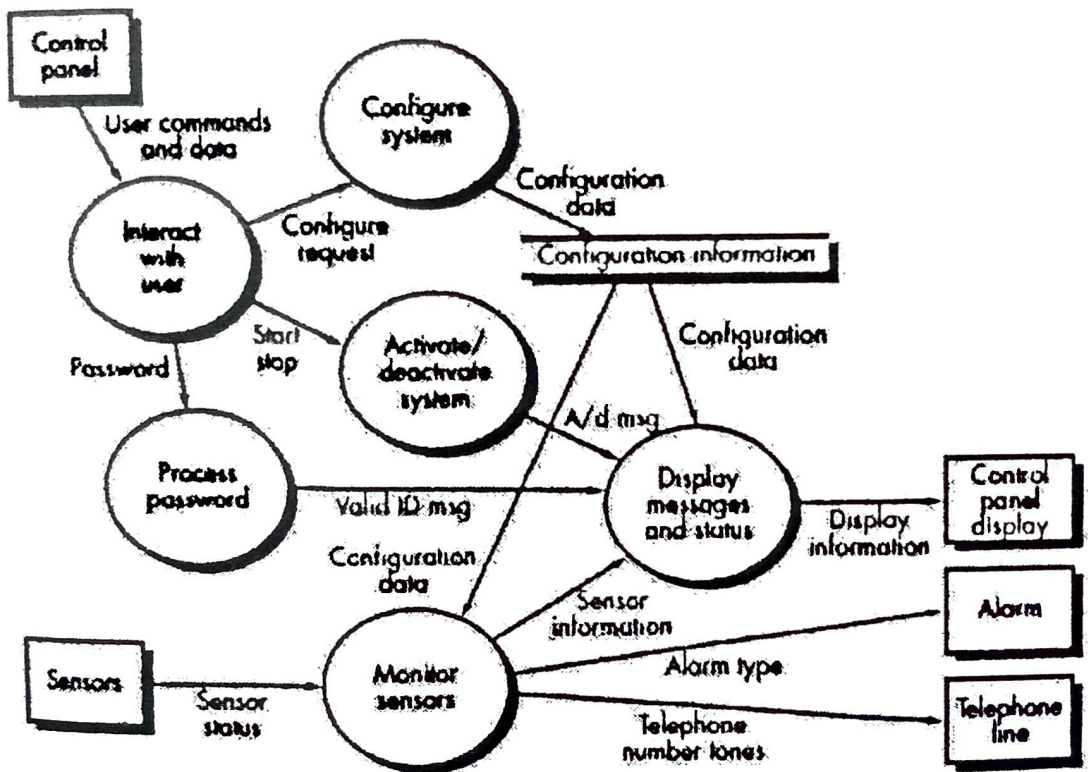 Control
panel
User commands
and data
Configure
system
Configuration
data
Interact
with
user
Configure
request
Configuration information
Start
stop
Activate/
deactivate
system
Configuration
data
Password
A/d msg
Process
password
Valid ID msg
Display
messages
and status
Control
panel
display
Display
information
Configuration
data
Sensor
information
Alarm
Alarm type
Sensors
Sensor
status
Monitor
sensors
Telephone
number tones
Telephone
line